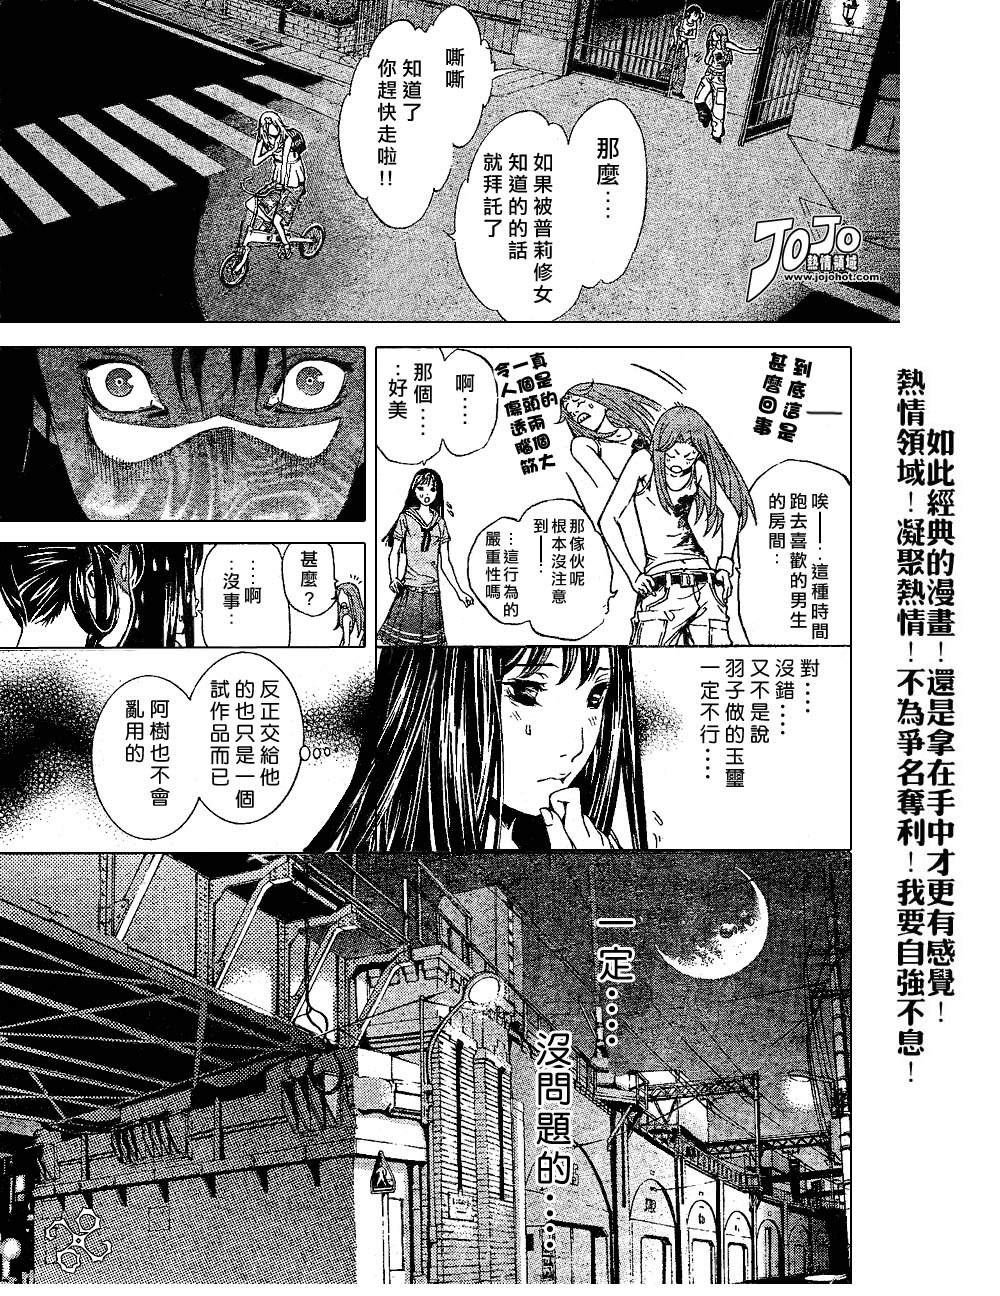 那麼‥‥
如果被普莉修女
知道的的話
就拜託了
嘶嘶
知道了
你趕快走啦!!
JOJO
熱情領域
www.jojohot.com
到底這是
甚麼回事
——
唉——‥這種時間
跑去喜歡的男生
的房間‥
真是的
一個頭兩個大
令人傷透腦筋
那傢伙呢
根本沒注意
到——
‥這行為的
嚴重性嗎
啊‥‥
那個‥‥
‥好美
甚麼?
‥‥啊
‥沒事‥
對‥‥
沒錯‥‥
又不是說
羽子做的玉璽
一定不行‥‥
反正交給他
的也只是一個
試作品而已
阿樹也不會
亂用的
一定‥‥‥
沒問題的‥‥‥
如此經典的漫畫！還是拿在手中才更有感覺！
熱情領域！凝聚熱情！不為爭名奪利！我要自強不息！